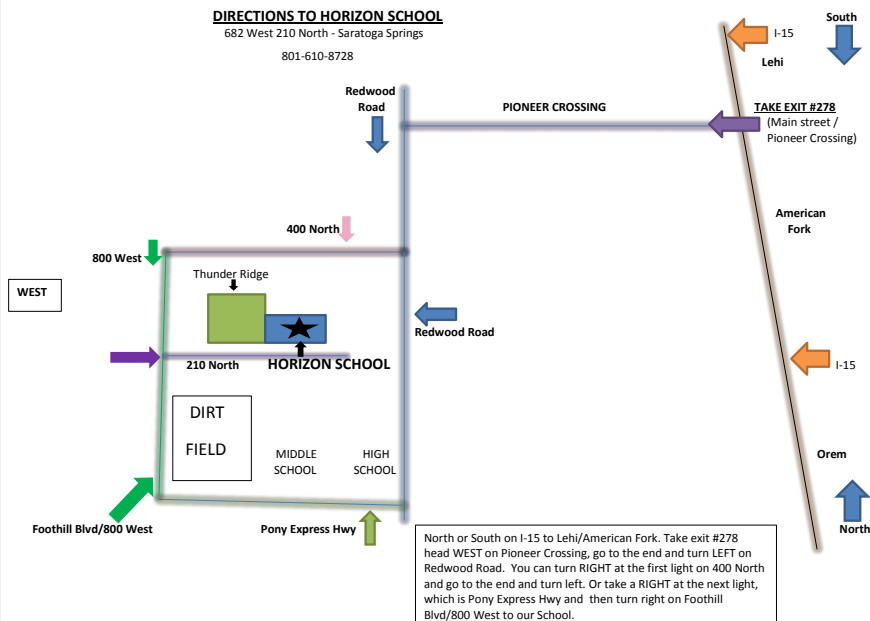 DIRECTIONS TO HORIZON SCHOOL
682 West 210 North - Saratoga Springs
801-610-8728
South
I-15
Lehi
Redwood
Road
PIONEER CROSSING
TAKE EXIT #278
(Main street /
Pioneer Crossing)
American
Fork
400 North
800 West
Thunder Ridge
WEST
Redwood Road
210 North
HORIZON SCHOOL
I-15
DIRT
FIELD
MIDDLE
SCHOOL
HIGH
SCHOOL
Orem
Foothill Blvd/800 West
Pony Express Hwy
North
North or South on I-15 to Lehi/American Fork. Take exit #278
head WEST on Pioneer Crossing, go to the end and turn LEFT on
Redwood Road. You can turn RIGHT at the first light on 400 North
and go to the end and turn left. Or take a RIGHT at the next light,
which is Pony Express Hwy and then turn right on Foothill
Blvd/800 West to our School.